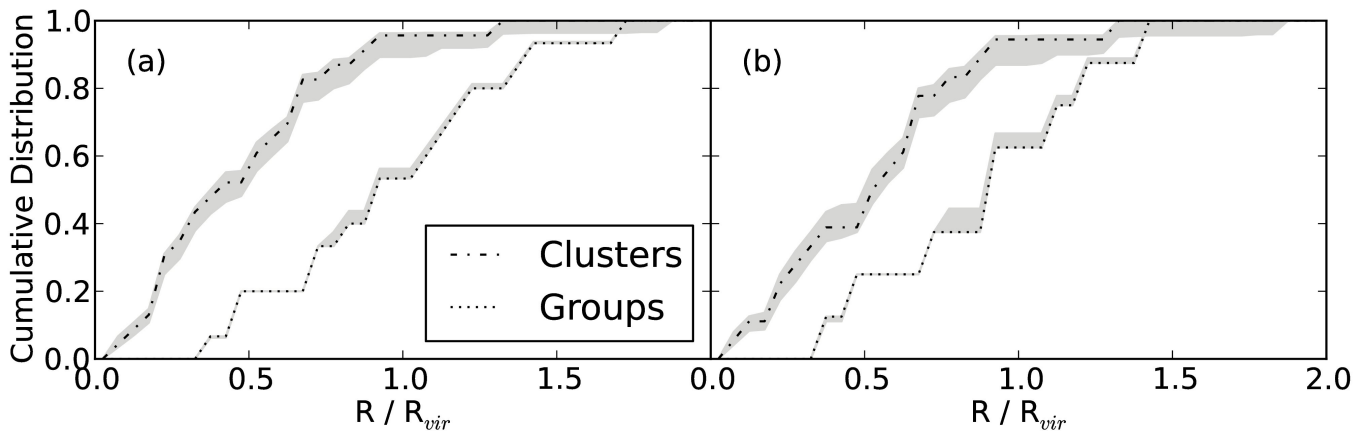 Cumulative Distribution
1.0
0.8
0.6
0.4
0.2
0.0
(a)
Clusters
Groups
0.0 0.5 1.0 1.5
R / R_vir
(b)
0.0 0.5 1.0 1.5 2.0
R / R_vir